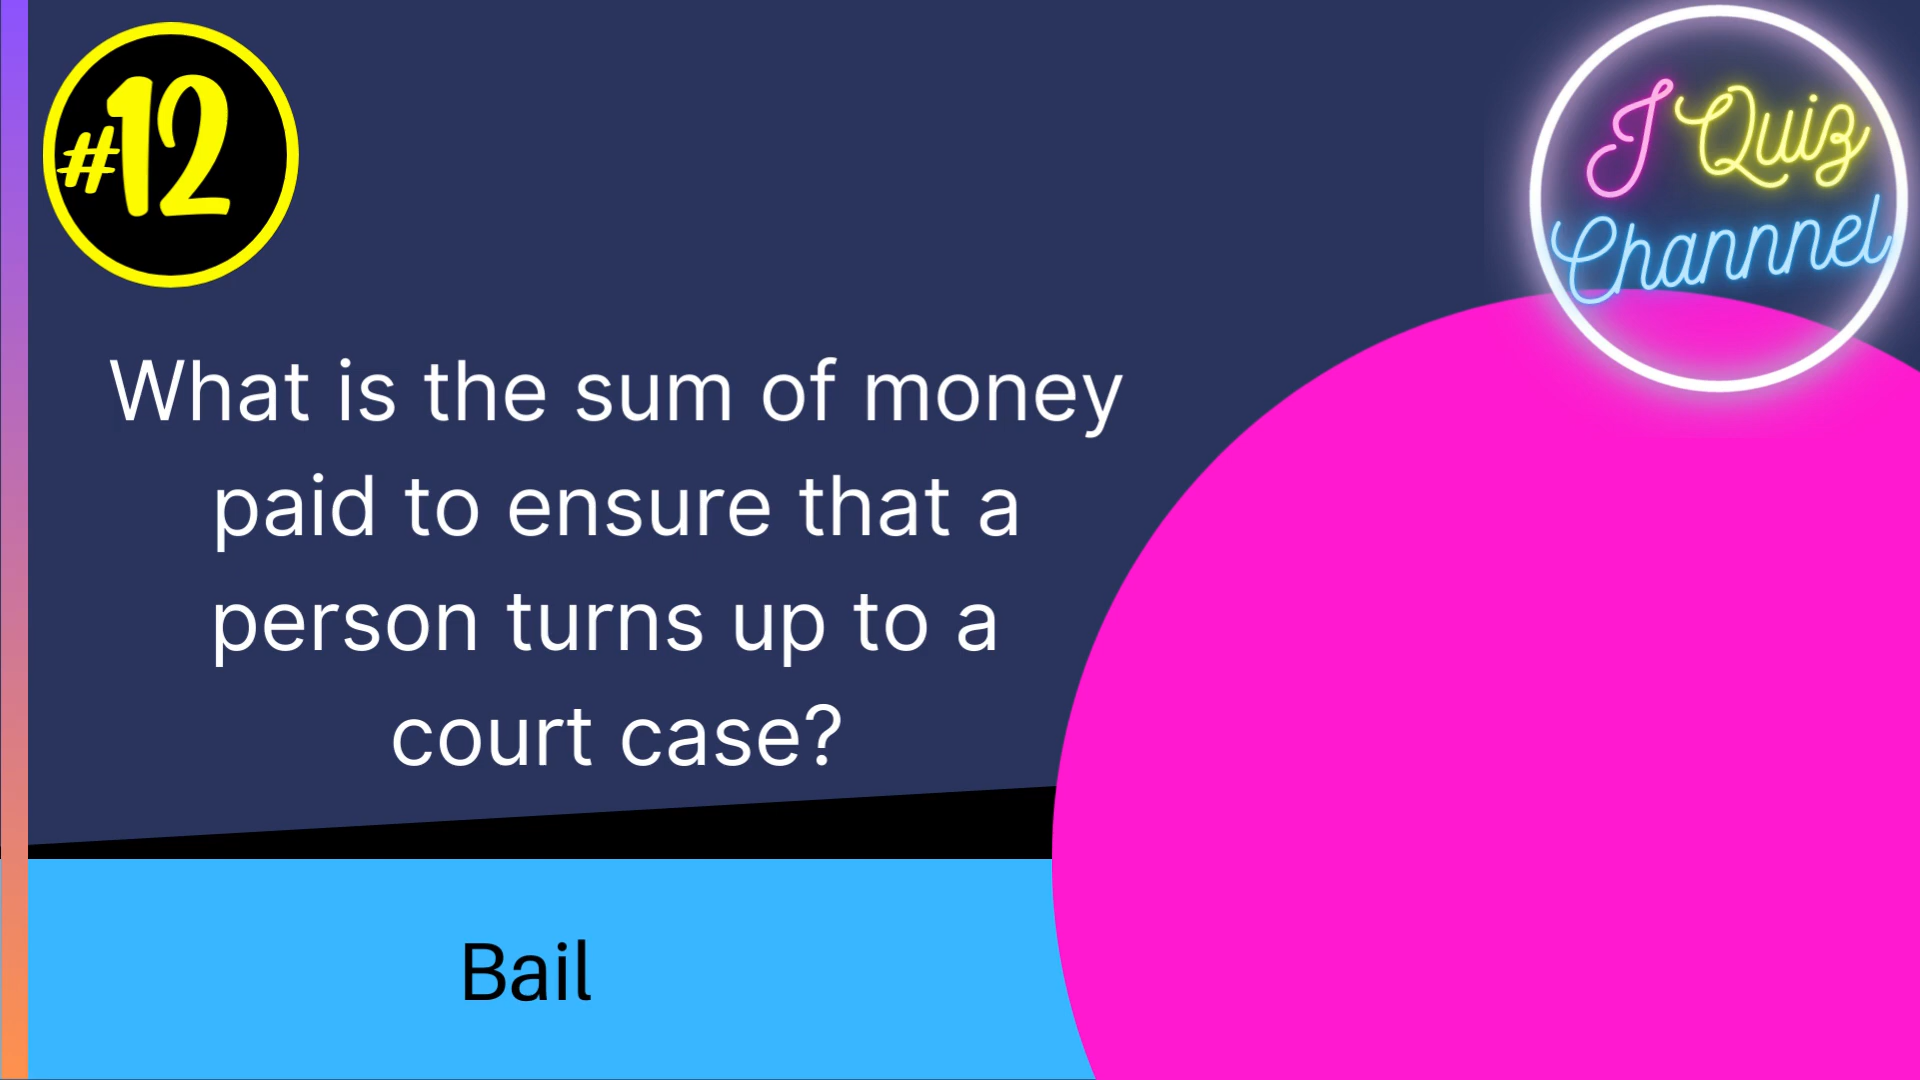 #12
J Quiz
Channnel
What is the sum of money
paid to ensure that a
person turns up to a
court case?
Bail